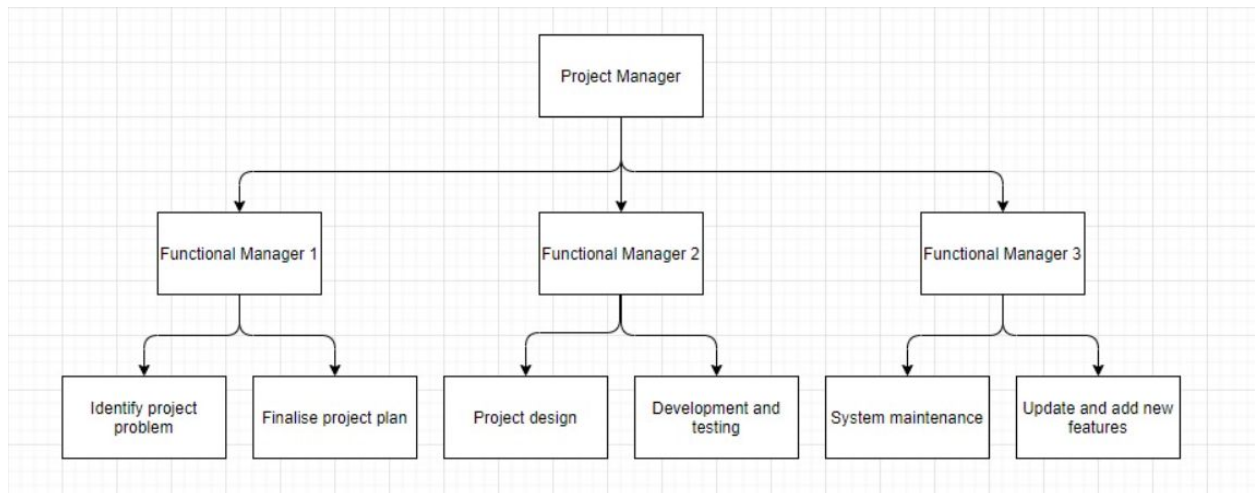 Project Manager
Functional Manager 1
Functional Manager 2
Functional Manager 3
Identify project
problem
Finalise project plan
Project design
Development and
testing
System maintenance
Update and add new
features